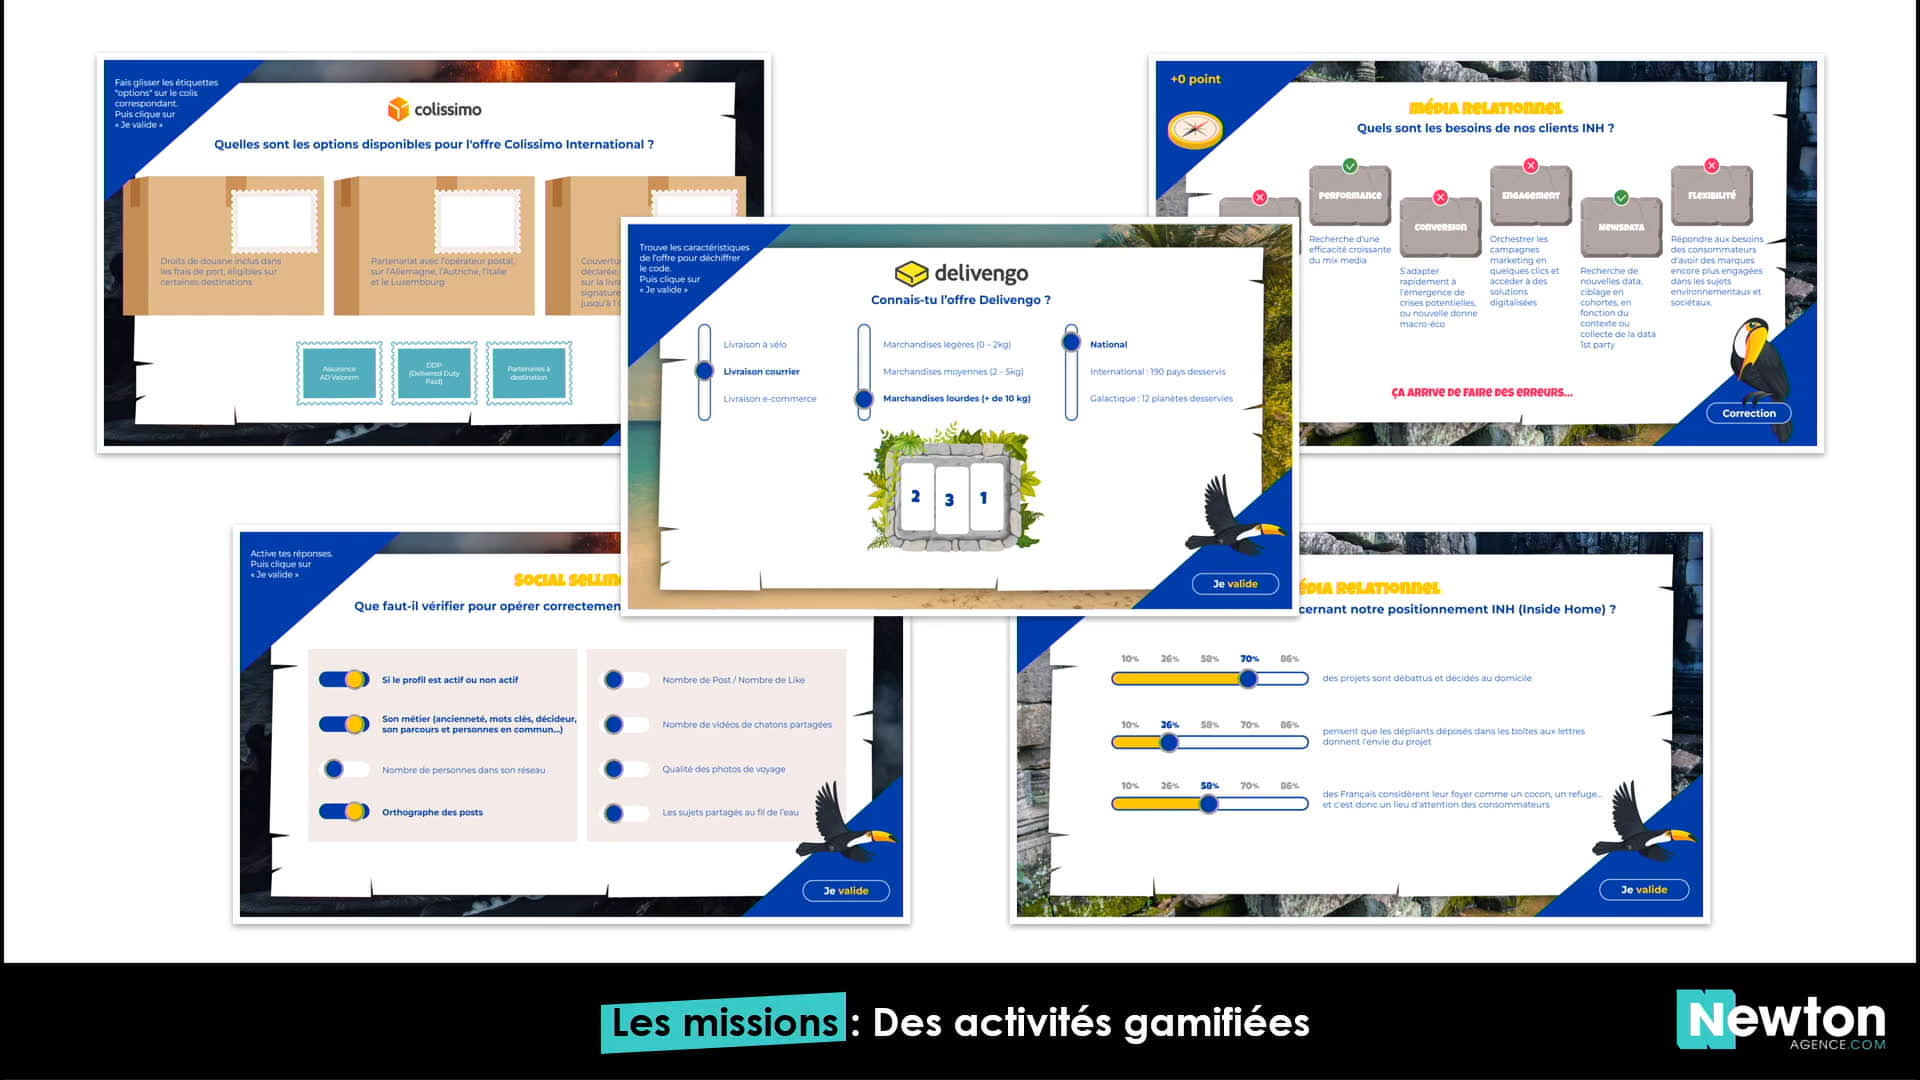 Fais glisser les étiquettes
"options" sur le colis
correspondant.
Puis clique sur
« Je valide »
colissimo
Quelles sont les options disponibles pour l'offre Colissimo International ?
Droits de douane inclus dans
les frais de port, éligibles sur
certaines destinations
Partenariat avec l'opérateur postal,
sur l'Allemagne, l'Autriche, l'Italie
et le Luxembourg
déclarée,
signature
jusqu'à 1
Assurance
AD Valorem
DDP
(Delivered Duty
Paid)
Partenaires à
destination
+0 point
MÉDIA RELATIONNEL
Quels sont les besoins de nos clients INH ?
PERFORMANCE
Recherche d'une
efficacité croissante
du mix media
CONVERSION
S'adapter
rapidement à
l'émergence de
crises potentielles,
ou nouvelle donne
macro-éco
ENGAGEMENT
Orchestrer les
campagnes
marketing en
quelques clics et
accéder à des
solutions
digitalisées
NEWSDATA
Recherche de
nouvelles data,
ciblage en
cohortes, en
fonction du
contexte ou
collecte de la data
1st party
FLEXIBILITÉ
Répondre aux besoins
des consommateurs
d'avoir des marques
encore plus engagées
dans les sujets
environnementaux et
sociétaux.
ÇA ARRIVE DE FAIRE DES ERREURS...
Correction
Trouve les caractéristiques
de l'offre pour déchiffrer
le code.
Puis clique sur
« Je valide »
delivengo
Connais-tu l'offre Delivengo ?
Livraison à vélo
Livraison courrier
Livraison e-commerce
Marchandises légères (0 - 2kg)
Marchandises moyennes (2 - 5kg)
Marchandises lourdes (+ de 10 kg)
National
International : 190 pays desservis
Galactique : 12 planètes desservies
2 3 1
Je valide
Active tes réponses.
Puis clique sur
« Je valide »
SOCIAL SELLIN
Que faut-il vérifier pour opérer correctemen
Si le profil est actif ou non actif
Son métier (ancienneté, mots clés, décideur,
son parcours et personnes en commun...)
Nombre de personnes dans son réseau
Orthographe des posts
Nombre de Post / Nombre de Like
Nombre de vidéos de chatons partagées
Qualité des photos de voyage
Les sujets partagés au fil de l'eau
Je valide
ÉDIA RELATIONNEL
cernant notre positionnement INH (Inside Home) ?
10% 26% 58% 70% 86%
des projets sont débattus et décidés au domicile
10% 26% 58% 70% 86%
pensent que les dépliants déposés dans les boîtes aux lettres
donnent l'envie du projet
10% 26% 58% 70% 86%
des Français considèrent leur foyer comme un cocon, un refuge...
et c'est donc un lieu d'attention des consommateurs
Je valide
Les missions : Des activités gamifiées
Newton
AGENCE.COM